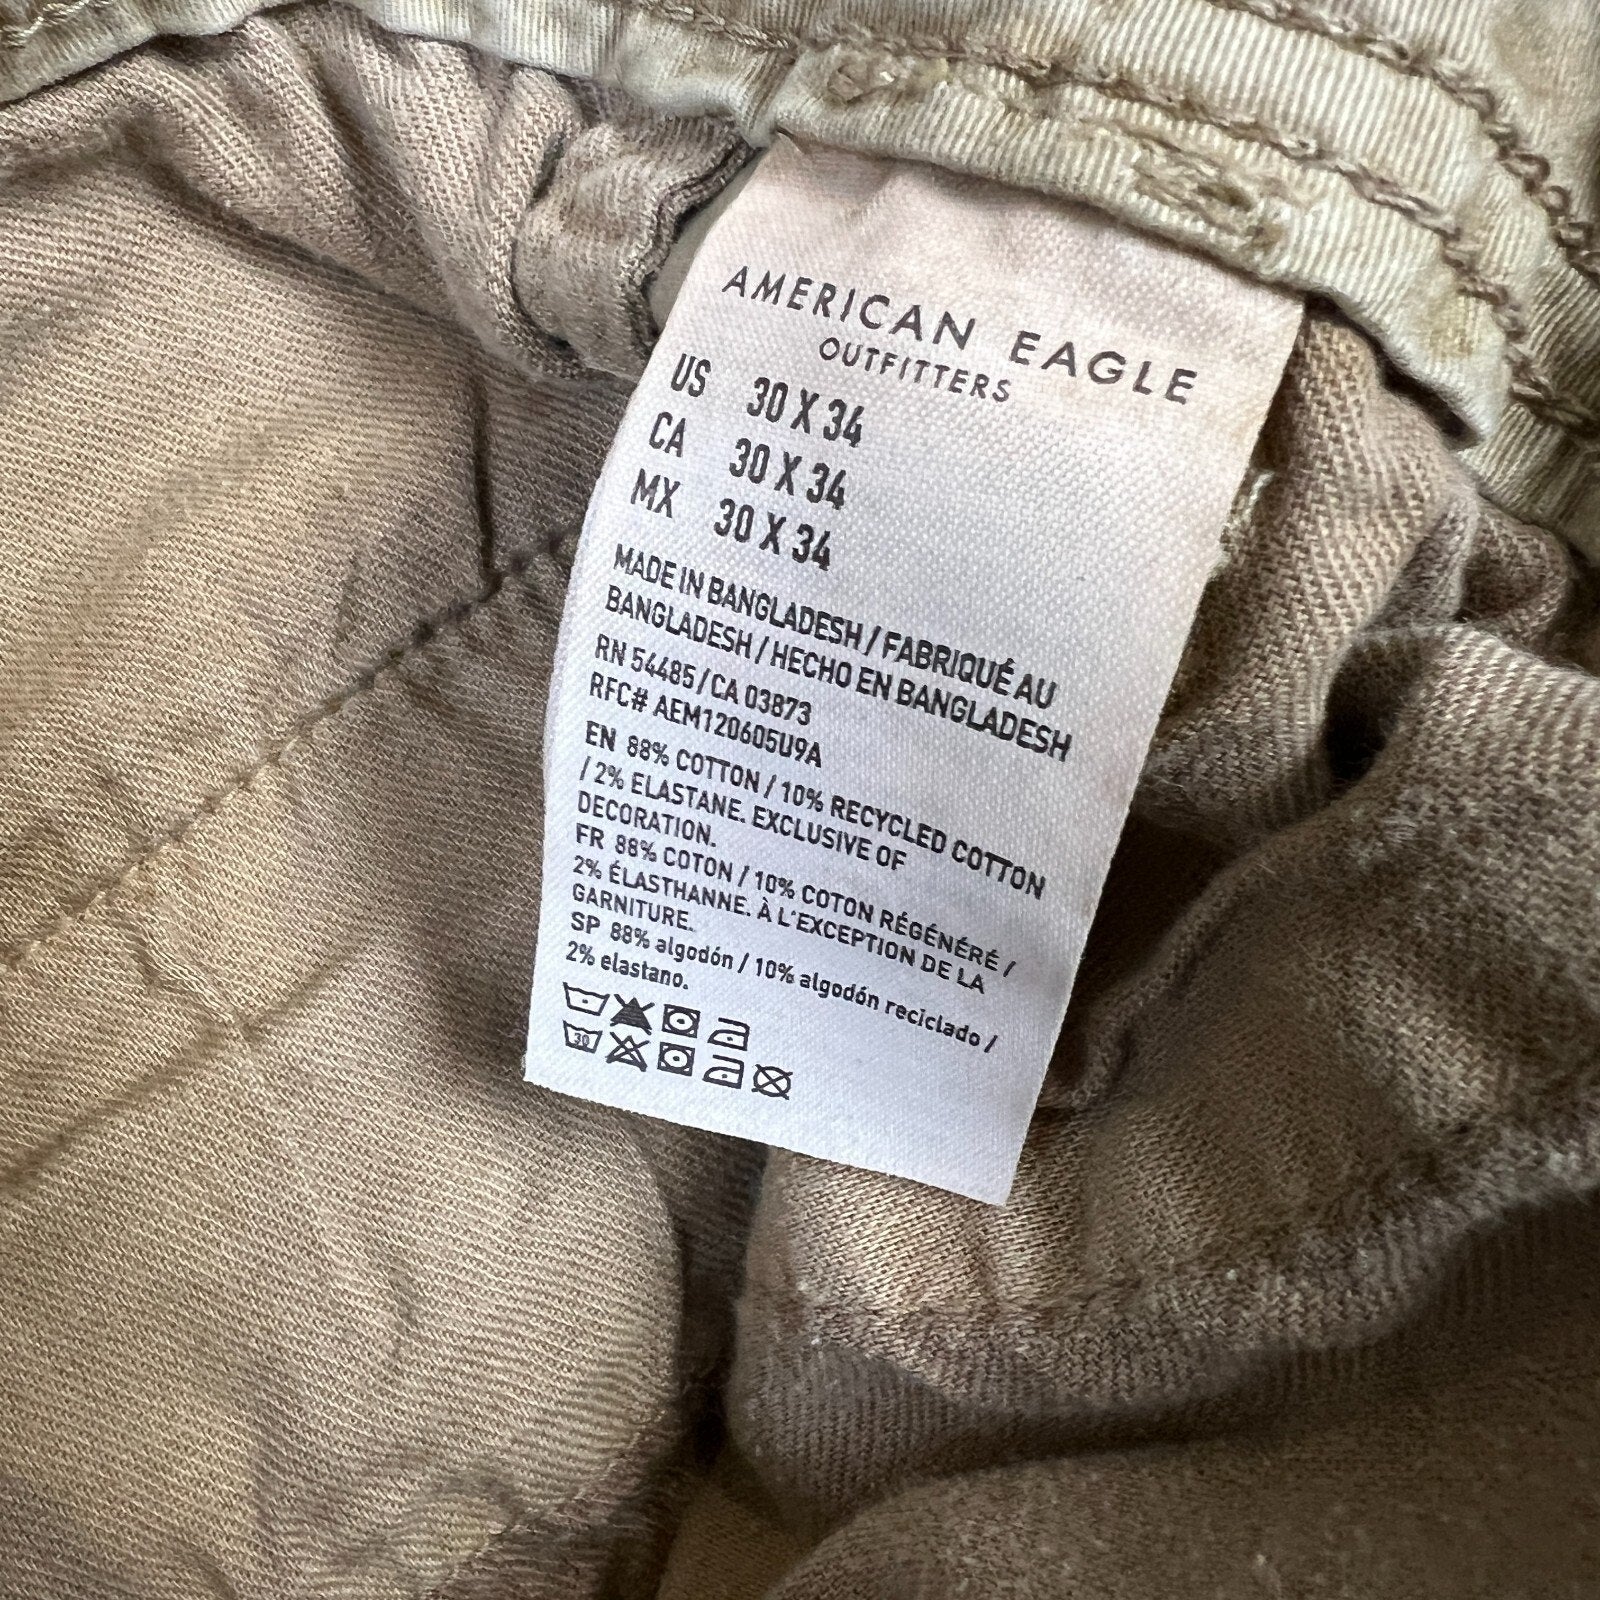 AMERICAN EAGLE
OUTFITTERS
US 30 X 34
CA 30 X 34
MX 30 X 34
MADE IN BANGLADESH / FABRIQUÉ AU
BANGLADESH / HECHO EN BANGLADESH
RN 54485 / CA 03873
RFC# AEM120605U9A
EN 88% COTTON / 10% RECYCLED COTTON
/ 2% ELASTANE. EXCLUSIVE OF
DECORATION.
FR 88% COTON / 10% COTON RÉGÉNÉRÉ /
2% ÉLASTHANNE. À L'EXCEPTION DE LA
GARNITURE.
SP 88% algodón / 10% algodón reciclado /
2% elastano.
30